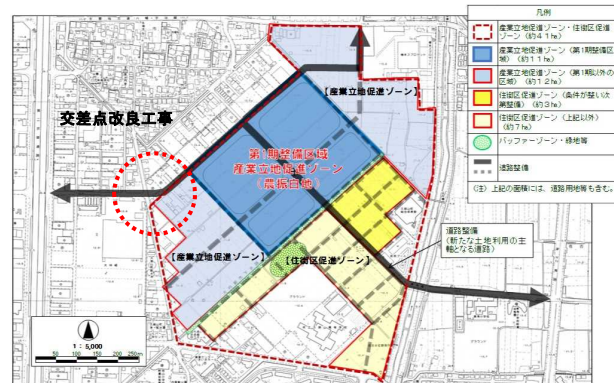 凡例
産業立地促進ゾーン・住街区促進
ゾーン（約４１ha）
産業立地促進ゾーン（第１期整備区
域）（約１１ha）
産業立地促進ゾーン（第１期以外の
区域）（約１２ha）
住街区促進ゾーン（条件が整い次
第整備）（約３ha）
住街区促進ゾーン（上記以外）
（約７ha）
バッファーゾーン・緑地等
道路整備
（注）上記の面積には、道路用地等も含む。
【産業立地促進ゾーン】
交差点改良工事
第１期整備区域
産業立地促進ゾーン
（農振白地）
道路整備
（新たな土地利用の主
軸となる道路）
【産業立地促進ゾーン】
【住街区促進ゾーン】
グラウンド
1：5,000
50 100 150 200 250m